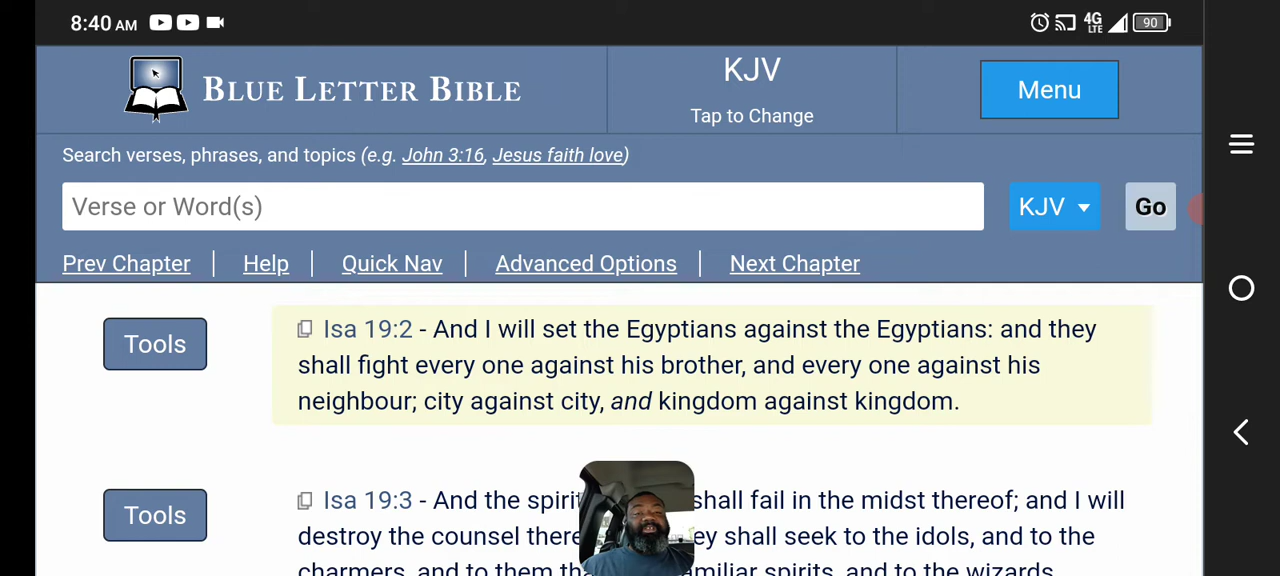 8:40 AM 4G LTE 90
BLUE LETTER BIBLE
KJV
Tap to Change
Menu
Search verses, phrases, and topics (e.g. John 3:16, Jesus faith love)
Verse or Word(s) KJV Go
Prev Chapter | Help | Quick Nav | Advanced Options | Next Chapter
Tools
Isa 19:2 - And I will set the Egyptians against the Egyptians: and they
shall fight every one against his brother, and every one against his
neighbour; city against city, and kingdom against kingdom.
Tools
Isa 19:3 - And the shall fail in the midst thereof; and I will
destroy the counsel shall seek to the idols, and to the
charmers, and to them familiar spirits, and to the wizards.